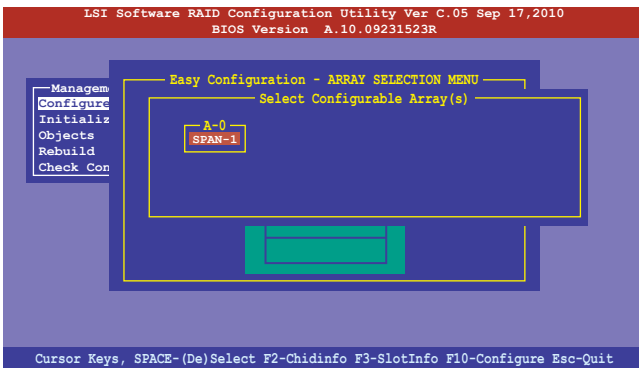 LSI Software RAID Configuration Utility Ver C.05 Sep 17,2010
BIOS Version A.10.09231523R
Easy Configuration - ARRAY SELECTION MENU
Managem
Select Configurable Array(s)
Configure
Initializ
A-0
Objects
SPAN-1
Rebuild
Check Con
Cursor Keys, SPACE-(De)Select F2-Chidinfo F3-SlotInfo F10-Configure Esc-Quit